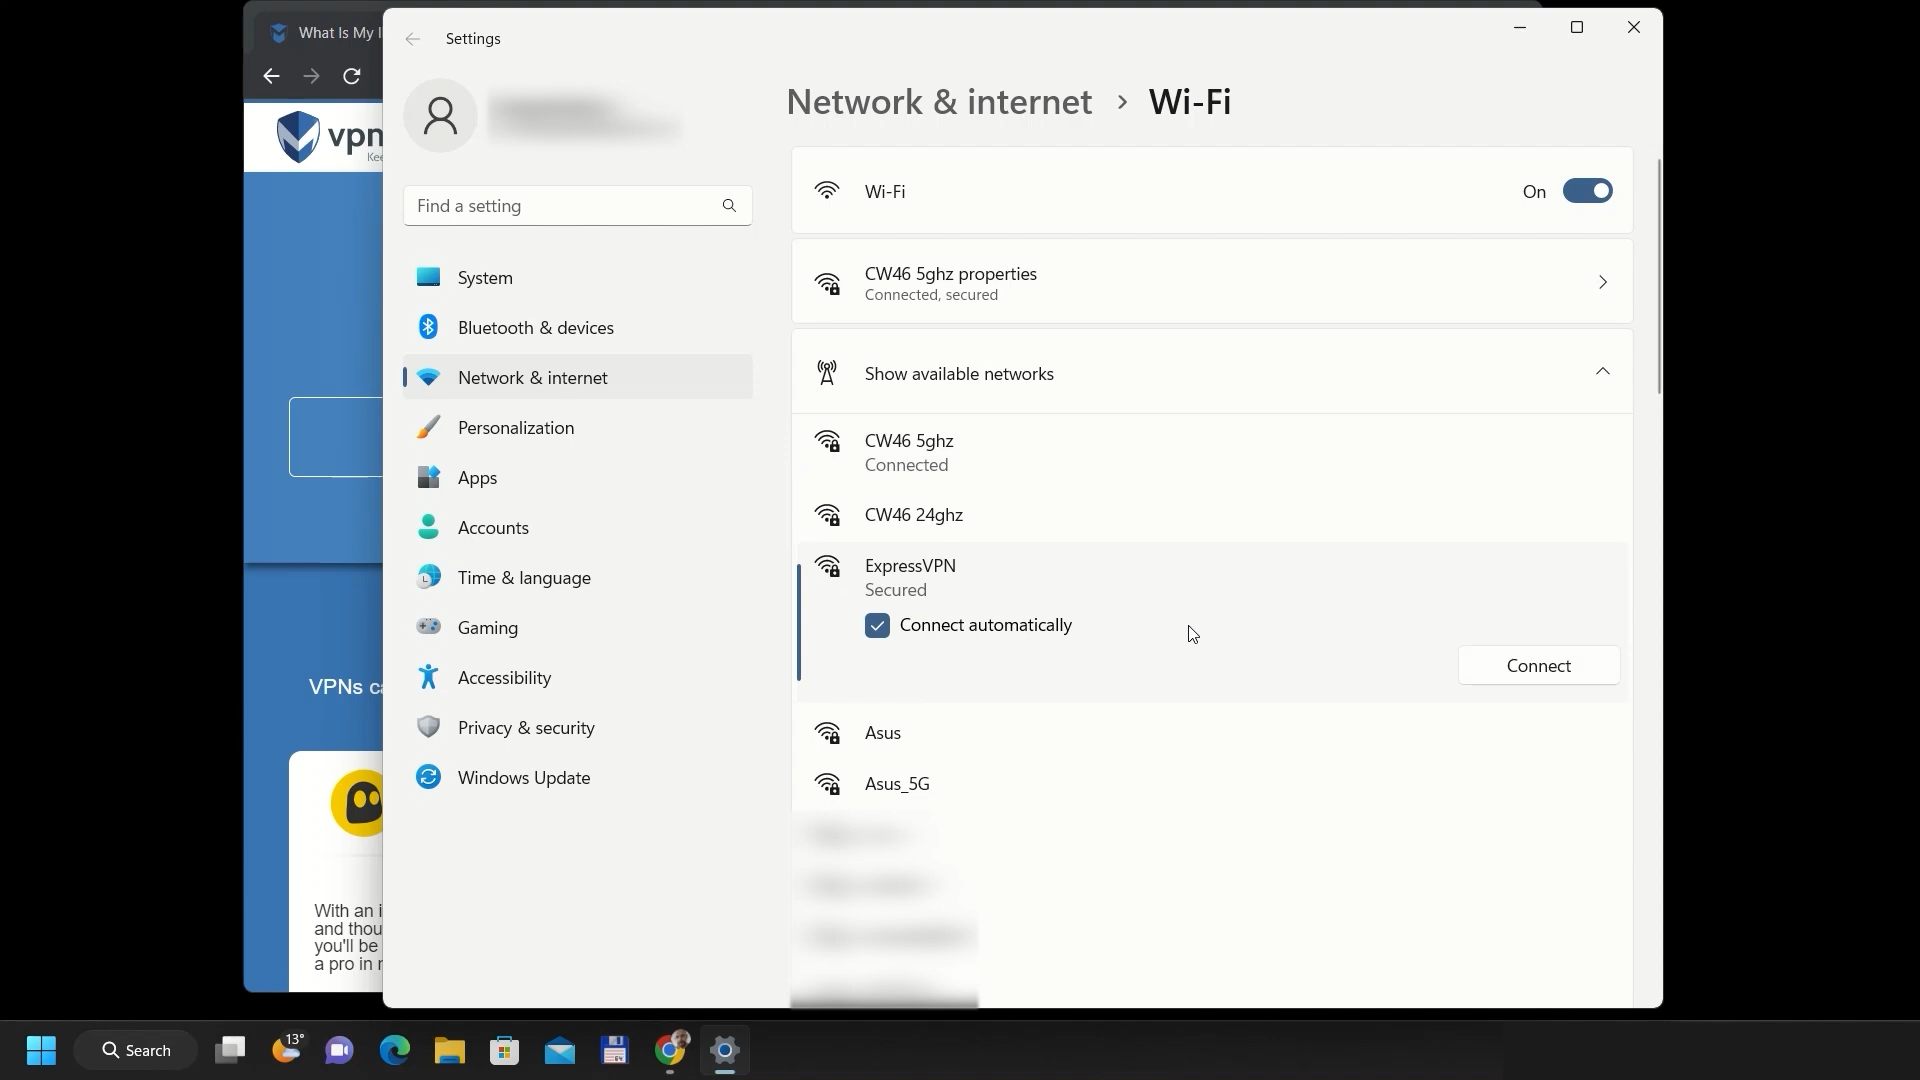 What Is My
Settings
vpn
Kee
Network & internet > Wi-Fi
Find a setting
Wi-Fi
On
CW46 5ghz properties
Connected, secured
Show available networks
CW46 5ghz
Connected
CW46 24ghz
ExpressVPN
Secured
Connect automatically
Connect
Asus
Asus_5G
System
Bluetooth & devices
Network & internet
Personalization
Apps
Accounts
Time & language
Gaming
Accessibility
Privacy & security
Windows Update
VPNs ca
With an i
and thou
you'll be
a pro in
Search
13°